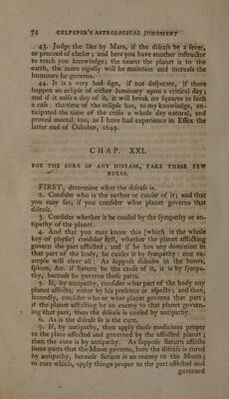 74 CULPEPER'S ASTROLOGICAL JUDGMENT
43. Judge the like by Mars, if the disease be a fever,
or proceed of choler; and here you have another instructor
to teach you knowledge; the nearer the planet is to the
earth, the more rigidly will he maintain and increase the
humours he governs.
44. It is a very bad sign, if not desperate, if there
happen an eclipse of either luminary upon a critical day;
and if it miss a day of it, it will break no squares in such
a case: the time of the eclipse has, to my knowledge, an-
ticipated the time of the crisis a whole day natural, and
proved mortal too, as I have had experience in Essex the
latter end of October, 1649.
CHAP. XXI.
FOR THE CURE OF ANY DISEASE, TAKE THESE FEW
RULES.
FIRST, determine what the disease is.
2. Consider who is the author or causer of it; and that
you may see, if you consider what planet governs that
disease.
3. Consider whether it be caused by the sympathy or an-
tipathy of the planet.
4. And that you may know this (which is the whole
key of physic) consider first, whether the planet afflicting
govern the part afflicted; and if he has any dominion in
that part of the body, he causes it by sympathy: one ex-
ample will clear all: As suppose diseases in the bones,
spleen, &c. if Saturn be the cause of it, it is by sympa-
thy, because he governs those parts.
5. If, by antipathy, consider what part of the body any
planet afflicts, either by his presence or aspects; and then,
secondly, consider who or what planet governs that part;
if the planet afflicting be an enemy to that planet govern-
ing that part, then the disease is caused by antipathy.
6. As is the disease so is the cure.
7. If, by antipathy, then apply those medicines proper
to the place affected and governed by the afflicted planet;
then the cure is by antipathy. As suppose Saturn afflicts
some parts that the Moon governs, here the disease is cured
by antipathy, because Saturn is an enemy to the Moon;
to cure which, apply things proper to the part afflicted and
governed